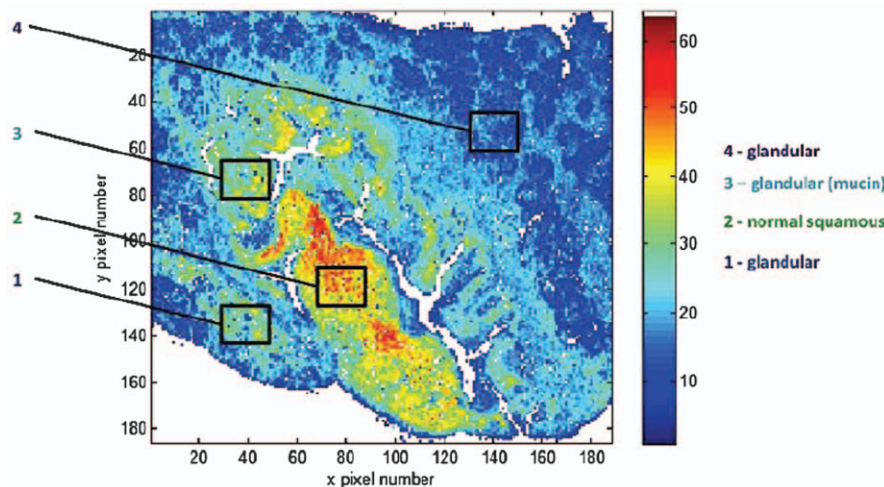 4
3
2
1
y pixel number
20
40
60
80
100
120
140
160
180
20 40 60 80 100 120 140 160 180
x pixel number
60
50
40
30
20
10
4 - glandular
3 – glandular (mucin)
2 - normal squamous
1 - glandular